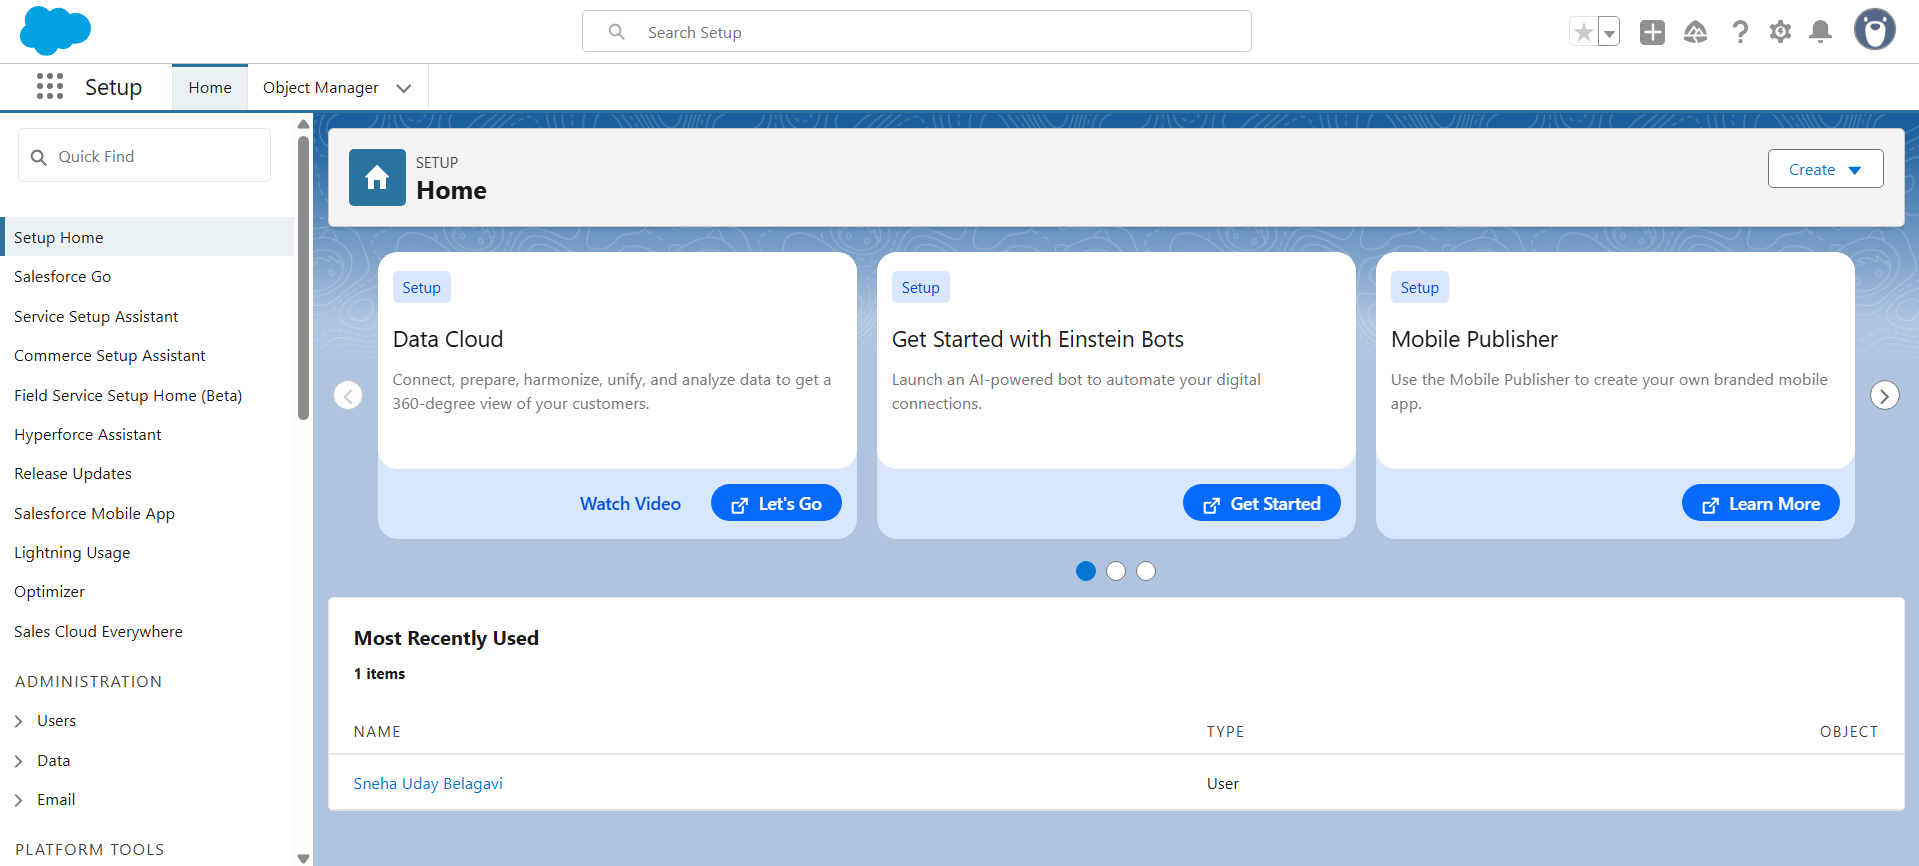 Search Setup
Setup
Home
Object Manager
Quick Find
Setup Home
Salesforce Go
Service Setup Assistant
Commerce Setup Assistant
Field Service Setup Home (Beta)
Hyperforce Assistant
Release Updates
Salesforce Mobile App
Lightning Usage
Optimizer
Sales Cloud Everywhere
ADMINISTRATION
Users
Data
Email
PLATFORM TOOLS
SETUP
Home
Create
Setup
Data Cloud
Connect, prepare, harmonize, unify, and analyze data to get a
360-degree view of your customers.
Watch Video
Let's Go
Setup
Get Started with Einstein Bots
Launch an AI-powered bot to automate your digital
connections.
Get Started
Setup
Mobile Publisher
Use the Mobile Publisher to create your own branded mobile
app.
Learn More
Most Recently Used
1 items
NAME TYPE OBJECT
Sneha Uday Belagavi User